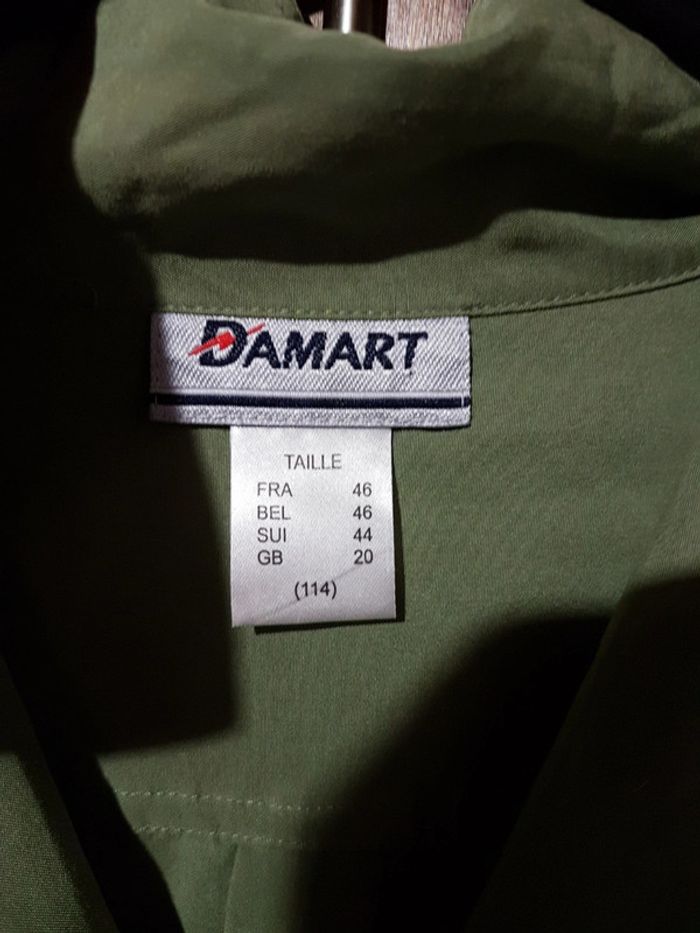 DAMART
TAILLE
FRA 46
BEL 46
SUI 44
GB 20
(114)